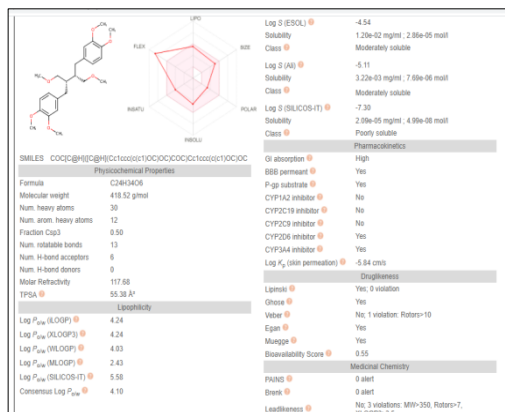 LIPO
FLEX
SIZE
INSATU
POLAR
INSOLU
SMILES COC[C@H]([C@H](Cc1ccc(c(c1)OC)OC)COC)Cc1ccc(c(c1)OC)OC
Physicochemical Properties
Formula C24H34O6
Molecular weight 418.52 g/mol
Num. heavy atoms 30
Num. arom. heavy atoms 12
Fraction Csp3 0.50
Num. rotatable bonds 13
Num. H-bond acceptors 6
Num. H-bond donors 0
Molar Refractivity 117.68
TPSA 55.38 Å²
Lipophilicity
Log Po/w (iLOGP) 4.24
Log Po/w (XLOGP3) 4.24
Log Po/w (WLOGP) 4.03
Log Po/w (MLOGP) 2.43
Log Po/w (SILICOS-IT) 5.58
Consensus Log Po/w 4.10
Log S (ESOL) -4.54
Solubility 1.20e-02 mg/ml ; 2.86e-05 mol/l
Class Moderately soluble
Log S (Ali) -5.11
Solubility 3.22e-03 mg/ml ; 7.69e-06 mol/l
Class Moderately soluble
Log S (SILICOS-IT) -7.30
Solubility 2.09e-05 mg/ml ; 4.99e-08 mol/l
Class Poorly soluble
Pharmacokinetics
GI absorption High
BBB permeant Yes
P-gp substrate Yes
CYP1A2 inhibitor No
CYP2C19 inhibitor No
CYP2C9 inhibitor No
CYP2D6 inhibitor Yes
CYP3A4 inhibitor Yes
Log Kp (skin permeation) -5.84 cm/s
Druglikeness
Lipinski Yes; 0 violation
Ghose Yes
Veber No; 1 violation: Rotors>10
Egan Yes
Muegge Yes
Bioavailability Score 0.55
Medicinal Chemistry
PAINS 0 alert
Brenk 0 alert
Leadlikeness No; 3 violations: MW>350, Rotors>7,